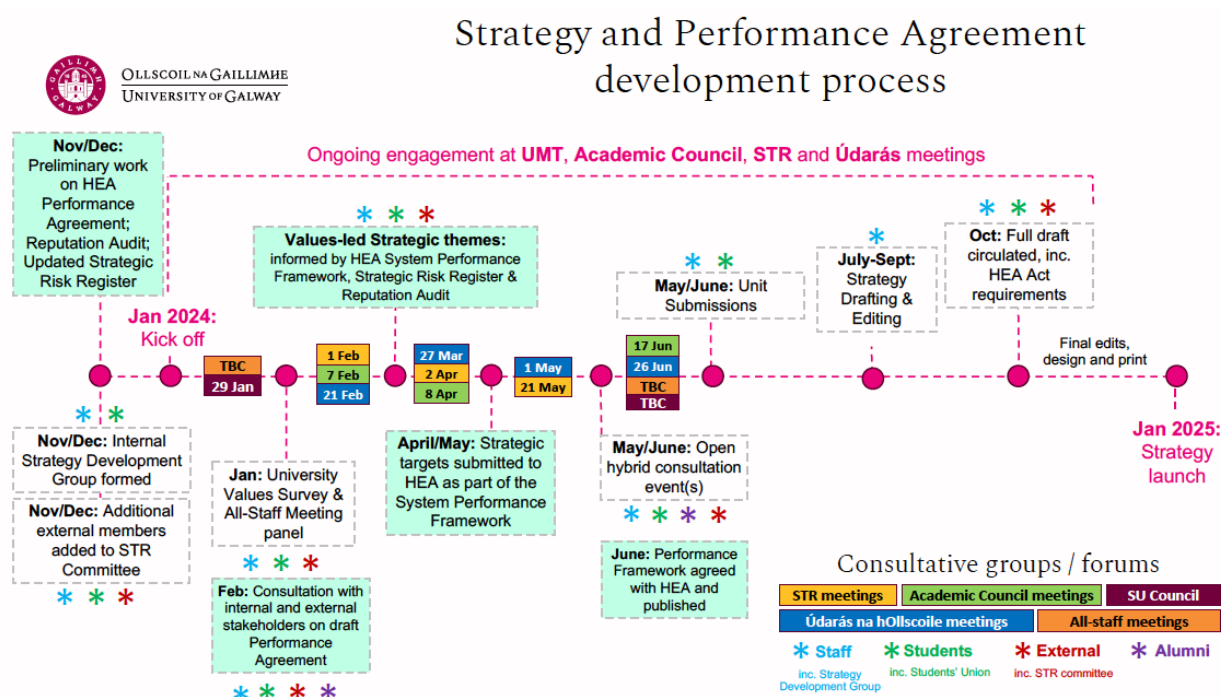 Strategy and Performance Agreement
development process
GAILLIMH
GALWAY
OLLSCOIL NA GAILLIMHE
UNIVERSITY OF GALWAY
Nov/Dec:
Preliminary work
on HEA
Performance
Agreement;
Reputation Audit;
Updated Strategic
Risk Register
Ongoing engagement at UMT, Academic Council, STR and Údarás meetings
* * *
Values-led Strategic themes:
informed by HEA System Performance
Framework, Strategic Risk Register &
Reputation Audit
* *
May/June: Unit
Submissions
*
July-Sept:
Strategy
Drafting &
Editing
* * *
Oct: Full draft
circulated, inc.
HEA Act
requirements
Jan 2024:
Kick off
TBC
29 Jan
1 Feb
7 Feb
21 Feb
27 Mar
2 Apr
8 Apr
1 May
21 May
17 Jun
26 Jun
TBC
TBC
Final edits,
design and print
Jan 2025:
Strategy
launch
* *
Nov/Dec: Internal
Strategy Development
Group formed
Nov/Dec: Additional
external members
added to STR
Committee
* * *
Jan: University
Values Survey &
All-Staff Meeting
panel
* * *
Feb: Consultation with
internal and external
stakeholders on draft
Performance
Agreement
* * * *
April/May: Strategic
targets submitted to
HEA as part of the
System Performance
Framework
May/June: Open
hybrid consultation
event(s)
* * * *
June: Performance
Framework agreed
with HEA and
published
Consultative groups / forums
STR meetings
Academic Council meetings
SU Council
Údarás na hOllscoile meetings
All-staff meetings
* Staff
inc. Strategy
Development Group
* Students
inc. Students' Union
* External
inc. STR committee
* Alumni